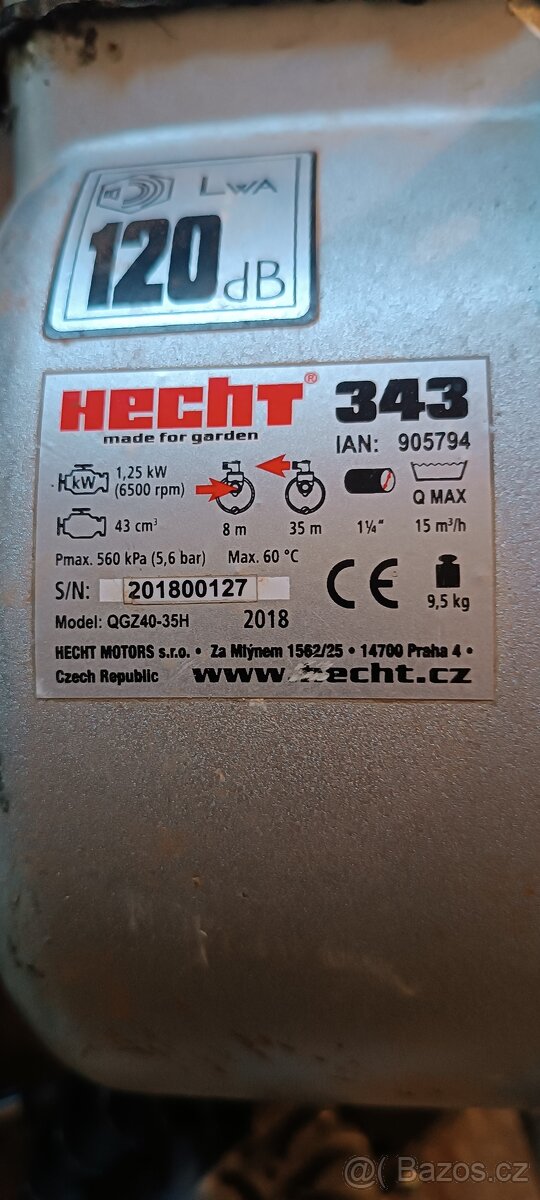 LWA
120 dB
HECHT® 343
made for garden
IAN: 905794
kW 1,25 kW
(6500 rpm)
Q MAX
43 cm³ 8 m 35 m 1¼" 15 m³/h
Pmax. 560 kPa (5,6 bar) Max. 60 °C
S/N: 201800127
CE 9,5 kg
Model: QGZ40-35H 2018
HECHT MOTORS s.r.o. • Za Mlýnem 1562/25 • 14700 Praha 4 •
Czech Republic www.hecht.cz
@( Bazos.cz